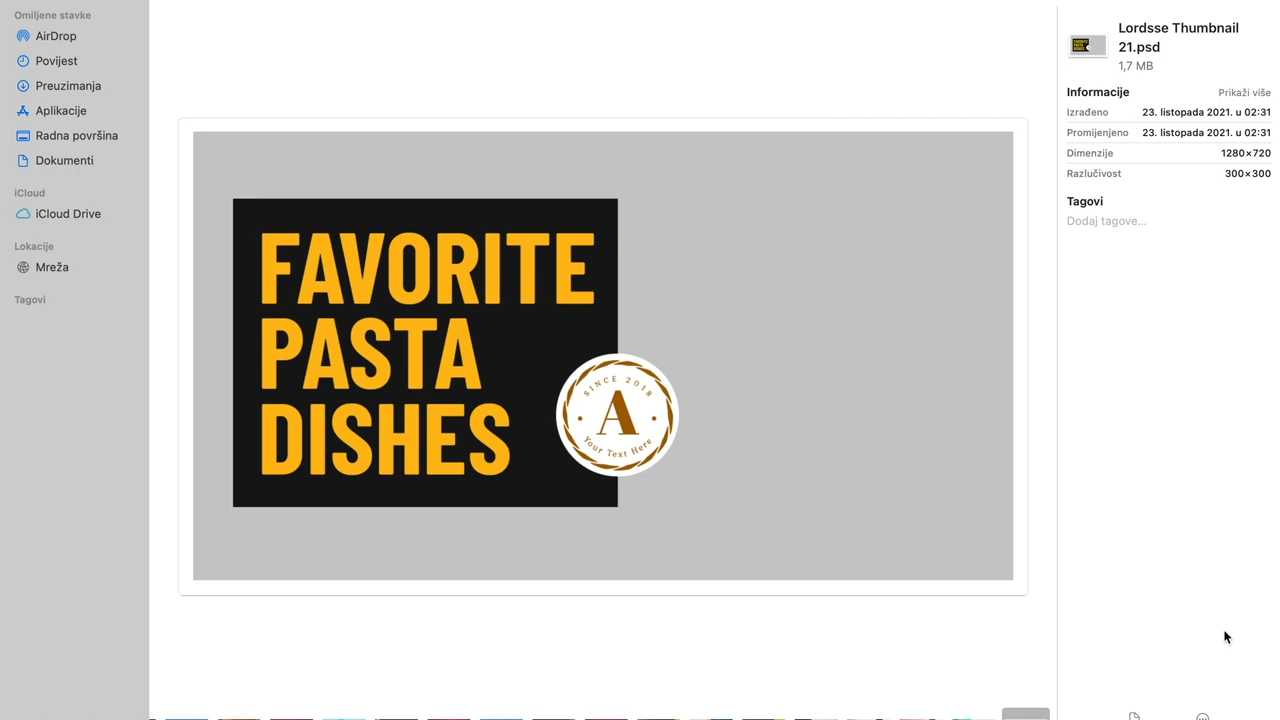 Omiljene stavke
AirDrop
Povijest
Preuzimanja
Aplikacije
Radna površina
Dokumenti
iCloud
iCloud Drive
Lokacije
Mreža
Tagovi
FAVORITE
PASTA
DISHES
SINCE 2018
A
Your Text Here
Lordsse Thumbnail
21.psd
1,7 MB
Informacije Prikaži više
Izrađeno 23. listopada 2021. u 02:31
Promijenjeno 23. listopada 2021. u 02:31
Dimenzije 1280×720
Razlučivost 300×300
Tagovi
Dodaj tagove...